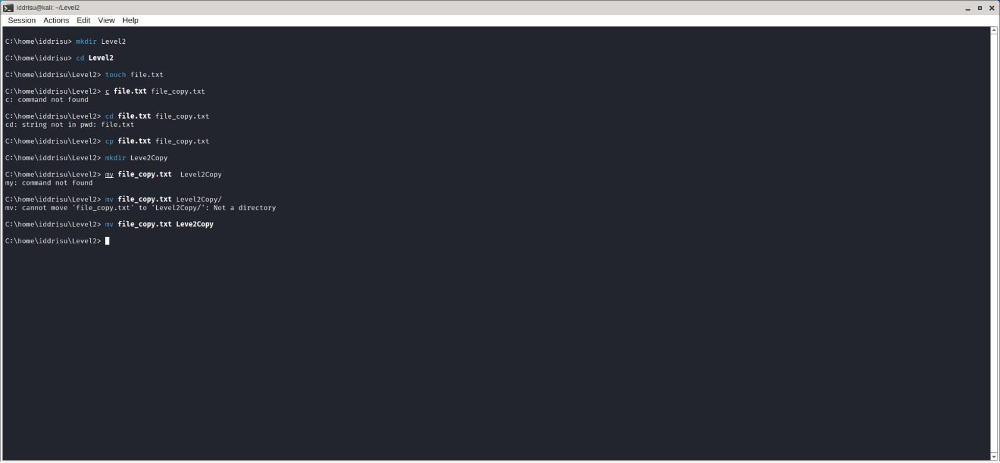 iddrisu@kali: ~/Level2
Session Actions Edit View Help
C:\home\iddrisu> mkdir Level2
C:\home\iddrisu> cd Level2
C:\home\iddrisu\Level2> touch file.txt
C:\home\iddrisu\Level2> c file.txt file_copy.txt
c: command not found
C:\home\iddrisu\Level2> cd file.txt file_copy.txt
cd: string not in pwd: file.txt
C:\home\iddrisu\Level2> cp file.txt file_copy.txt
C:\home\iddrisu\Level2> mkdir Leve2Copy
C:\home\iddrisu\Level2> my file_copy.txt  Level2Copy
my: command not found
C:\home\iddrisu\Level2> mv file_copy.txt Level2Copy/
mv: cannot move 'file_copy.txt' to 'Level2Copy/': Not a directory
C:\home\iddrisu\Level2> mv file_copy.txt Leve2Copy
C:\home\iddrisu\Level2>